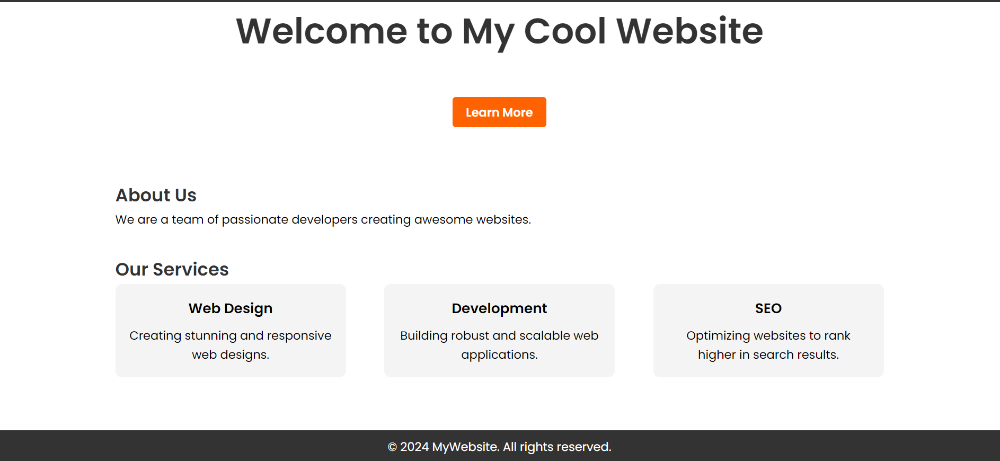 Welcome to My Cool Website
Learn More
About Us
We are a team of passionate developers creating awesome websites.
Our Services
Web Design
Creating stunning and responsive
web designs.
Development
Building robust and scalable web
applications.
SEO
Optimizing websites to rank
higher in search results.
© 2024 MyWebsite. All rights reserved.